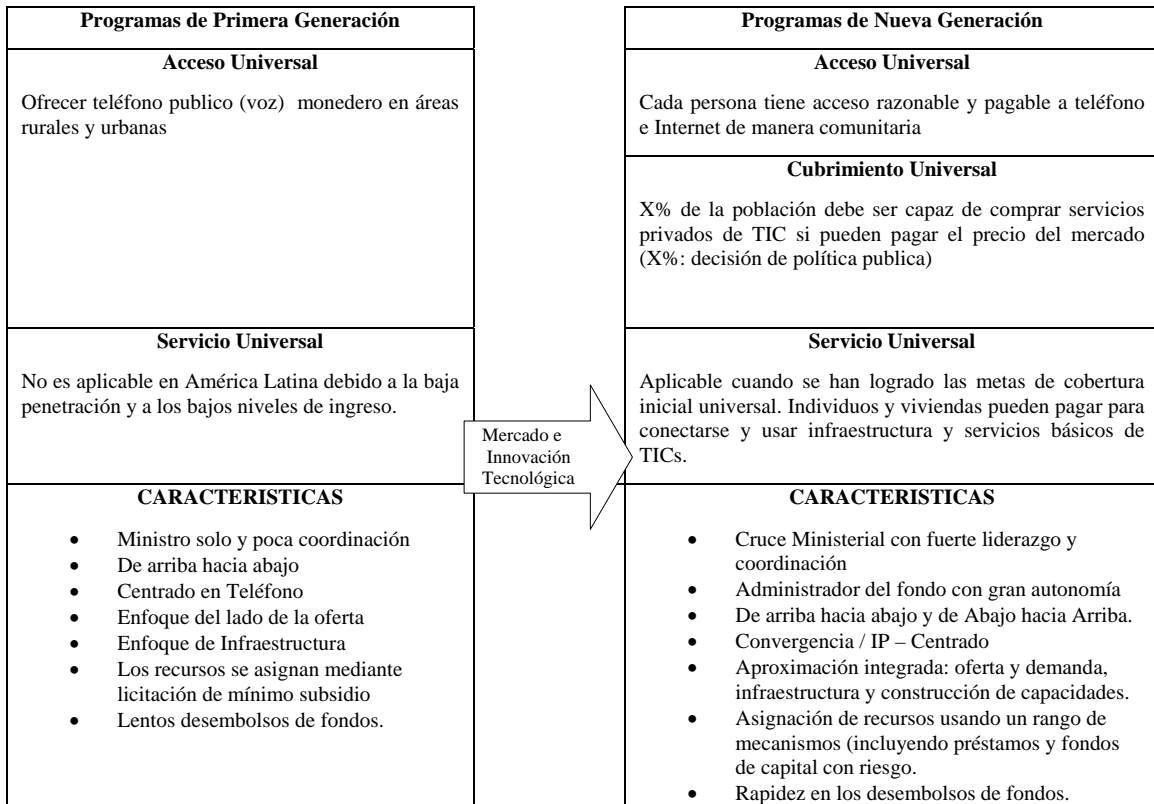 Programas de Primera Generación
Acceso Universal
Ofrecer teléfono publico (voz) monedero en áreas
rurales y urbanas
Servicio Universal
No es aplicable en América Latina debido a la baja
penetración y a los bajos niveles de ingreso.
CARACTERISTICAS
• Ministro solo y poca coordinación
• De arriba hacia abajo
• Centrado en Teléfono
• Enfoque del lado de la oferta
• Enfoque de Infraestructura
• Los recursos se asignan mediante
licitación de mínimo subsidio
• Lentos desembolsos de fondos.
Mercado e
Innovación
Tecnológica
Programas de Nueva Generación
Acceso Universal
Cada persona tiene acceso razonable y pagable a teléfono
e Internet de manera comunitaria
Cubrimiento Universal
X% de la población debe ser capaz de comprar servicios
privados de TIC si pueden pagar el precio del mercado
(X%: decisión de política publica)
Servicio Universal
Aplicable cuando se han logrado las metas de cobertura
inicial universal. Individuos y viviendas pueden pagar para
conectarse y usar infraestructura y servicios básicos de
TICs.
CARACTERISTICAS
• Cruce Ministerial con fuerte liderazgo y
coordinación
• Administrador del fondo con gran autonomía
• De arriba hacia abajo y de Abajo hacia Arriba.
• Convergencia / IP – Centrado
• Aproximación integrada: oferta y demanda,
infraestructura y construcción de capacidades.
• Asignación de recursos usando un rango de
mecanismos (incluyendo préstamos y fondos
de capital con riesgo.
• Rapidez en los desembolsos de fondos.